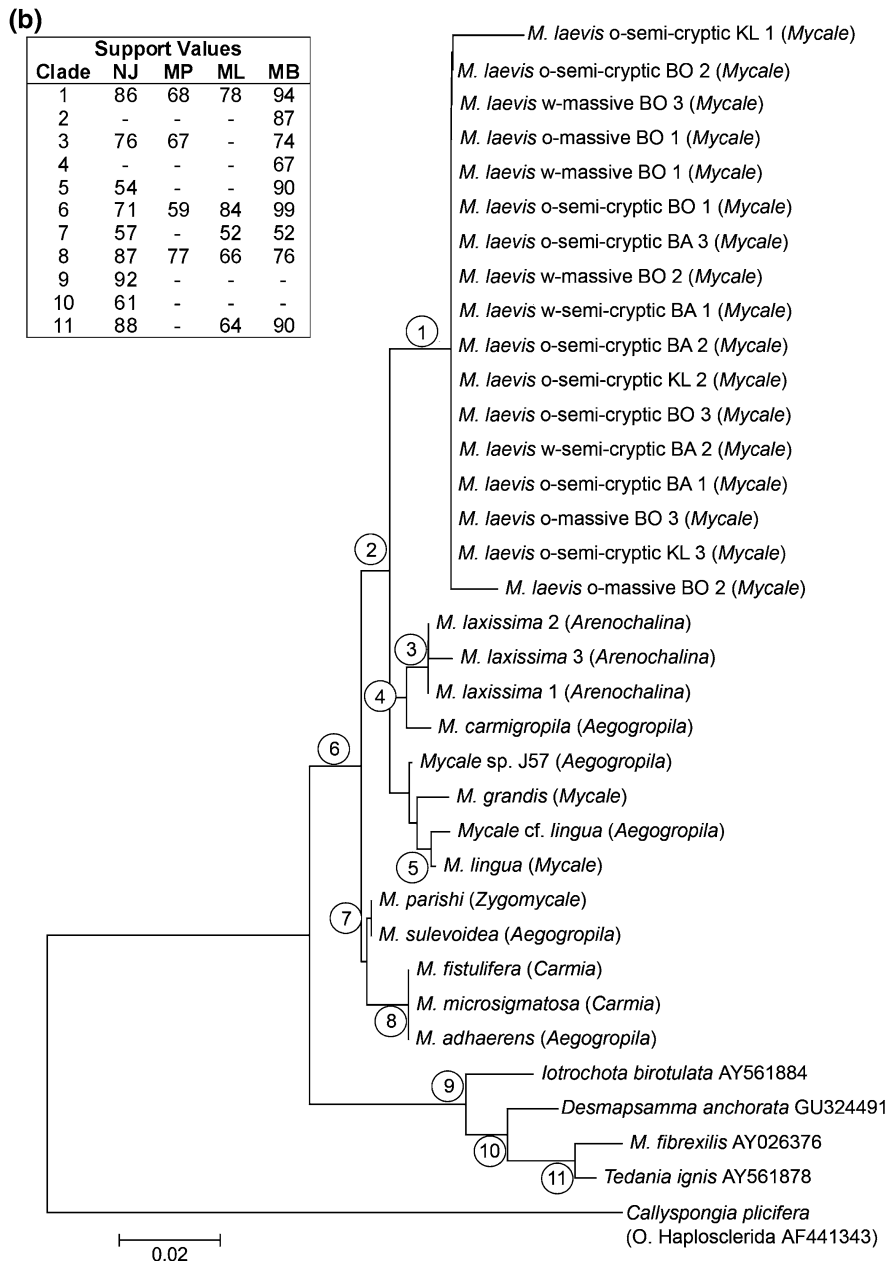 (b)
Support Values
Clade NJ MP ML MB
1 86 68 78 94
2 - - - 87
3 76 67 - 74
4 - - - 67
5 54 - - 90
6 71 59 84 99
7 57 - 52 52
8 87 77 66 76
9 92 - - -
10 61 - - -
11 88 - 64 90
M. laevis o-semi-cryptic KL 1 (Mycale)
M. laevis o-semi-cryptic BO 2 (Mycale)
M. laevis w-massive BO 3 (Mycale)
M. laevis o-massive BO 1 (Mycale)
M. laevis w-massive BO 1 (Mycale)
M. laevis o-semi-cryptic BO 1 (Mycale)
M. laevis o-semi-cryptic BA 3 (Mycale)
M. laevis w-massive BO 2 (Mycale)
M. laevis w-semi-cryptic BA 1 (Mycale)
1
M. laevis o-semi-cryptic BA 2 (Mycale)
M. laevis o-semi-cryptic KL 2 (Mycale)
M. laevis o-semi-cryptic BO 3 (Mycale)
M. laevis w-semi-cryptic BA 2 (Mycale)
M. laevis o-semi-cryptic BA 1 (Mycale)
M. laevis o-massive BO 3 (Mycale)
2
M. laevis o-semi-cryptic KL 3 (Mycale)
M. laevis o-massive BO 2 (Mycale)
M. laxissima 2 (Arenochalina)
3
M. laxissima 3 (Arenochalina)
M. laxissima 1 (Arenochalina)
4
M. carmigropila (Aegogropila)
6
Mycale sp. J57 (Aegogropila)
M. grandis (Mycale)
Mycale cf. lingua (Aegogropila)
5
M. lingua (Mycale)
M. parishi (Zygomycale)
7
M. sulevoidea (Aegogropila)
M. fistulifera (Carmia)
M. microsigmatosa (Carmia)
8
M. adhaerens (Aegogropila)
Iotrochota birotulata AY561884
9
Desmapsamma anchorata GU324491
10
M. fibrexilis AY026376
11
Tedania ignis AY561878
Callyspongia plicifera
(O. Haplosclerida AF441343)
0.02